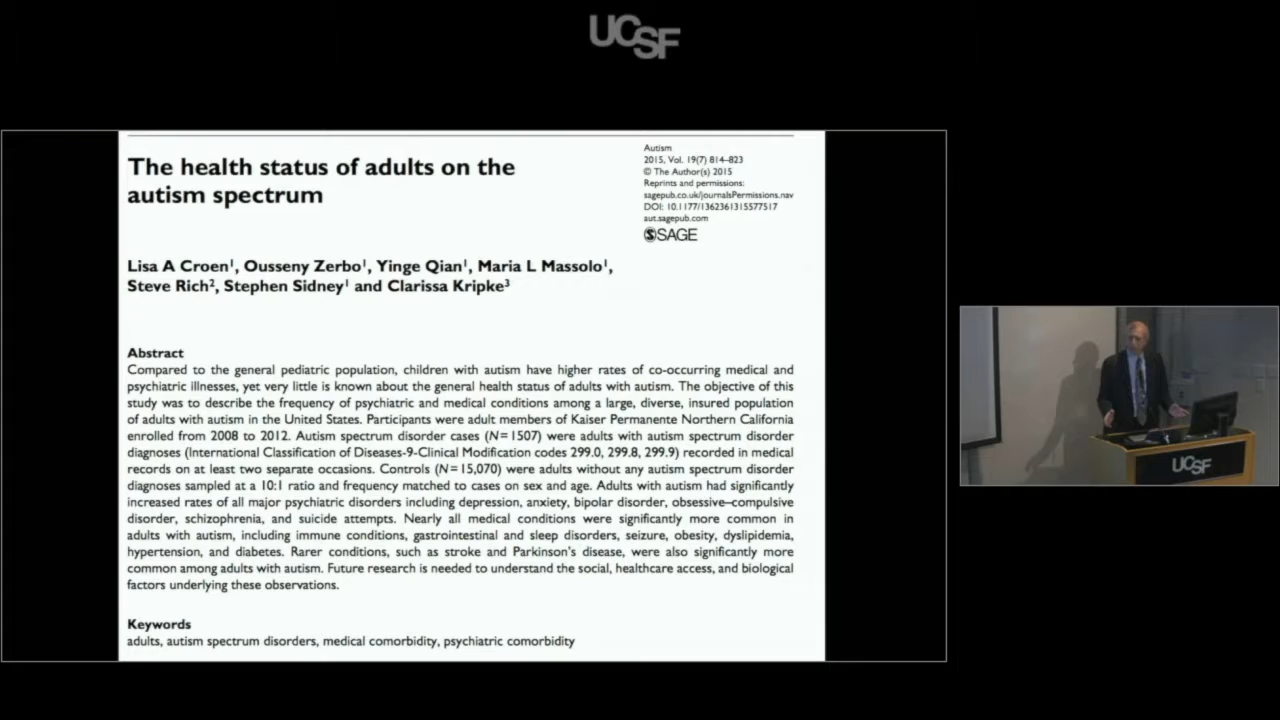 UCSF
The health status of adults on the
autism spectrum
Autism
2015, Vol. 19(7) 814–823
© The Author(s) 2015
Reprints and permissions:
sagepub.co.uk/journalsPermissions.nav
DOI: 10.1177/1362361315577517
aut.sagepub.com
SAGE
Lisa A Croen¹, Ousseny Zerbo¹, Yinge Qian¹, Maria L Massolo¹,
Steve Rich², Stephen Sidney¹ and Clarissa Kripke³
Abstract
Compared to the general pediatric population, children with autism have higher rates of co-occurring medical and
psychiatric illnesses, yet very little is known about the general health status of adults with autism. The objective of this
study was to describe the frequency of psychiatric and medical conditions among a large, diverse, insured population
of adults with autism in the United States. Participants were adult members of Kaiser Permanente Northern California
enrolled from 2008 to 2012. Autism spectrum disorder cases (N=1507) were adults with autism spectrum disorder
diagnoses (International Classification of Diseases-9-Clinical Modification codes 299.0, 299.8, 299.9) recorded in medical
records on at least two separate occasions. Controls (N=15,070) were adults without any autism spectrum disorder
diagnoses sampled at a 10:1 ratio and frequency matched to cases on sex and age. Adults with autism had significantly
increased rates of all major psychiatric disorders including depression, anxiety, bipolar disorder, obsessive–compulsive
disorder, schizophrenia, and suicide attempts. Nearly all medical conditions were significantly more common in
adults with autism, including immune conditions, gastrointestinal and sleep disorders, seizure, obesity, dyslipidemia,
hypertension, and diabetes. Rarer conditions, such as stroke and Parkinson's disease, were also significantly more
common among adults with autism. Future research is needed to understand the social, healthcare access, and biological
factors underlying these observations.
Keywords
adults, autism spectrum disorders, medical comorbidity, psychiatric comorbidity
UCSF